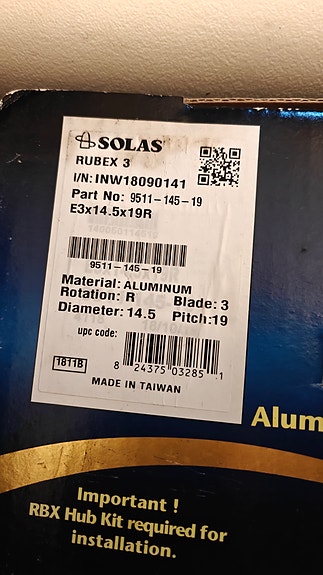 SOLAS
RUBEX 3
I/N: INW18090141
Part No: 9511-145-19
E3x14.5x19R
9511-145-19
Material: ALUMINUM
Rotation: R Blade: 3
Diameter: 14.5 Pitch: 19
upc code:
8 24375 03285 1
1811B
MADE IN TAIWAN
Alum
Important !
RBX Hub Kit required for
installation.